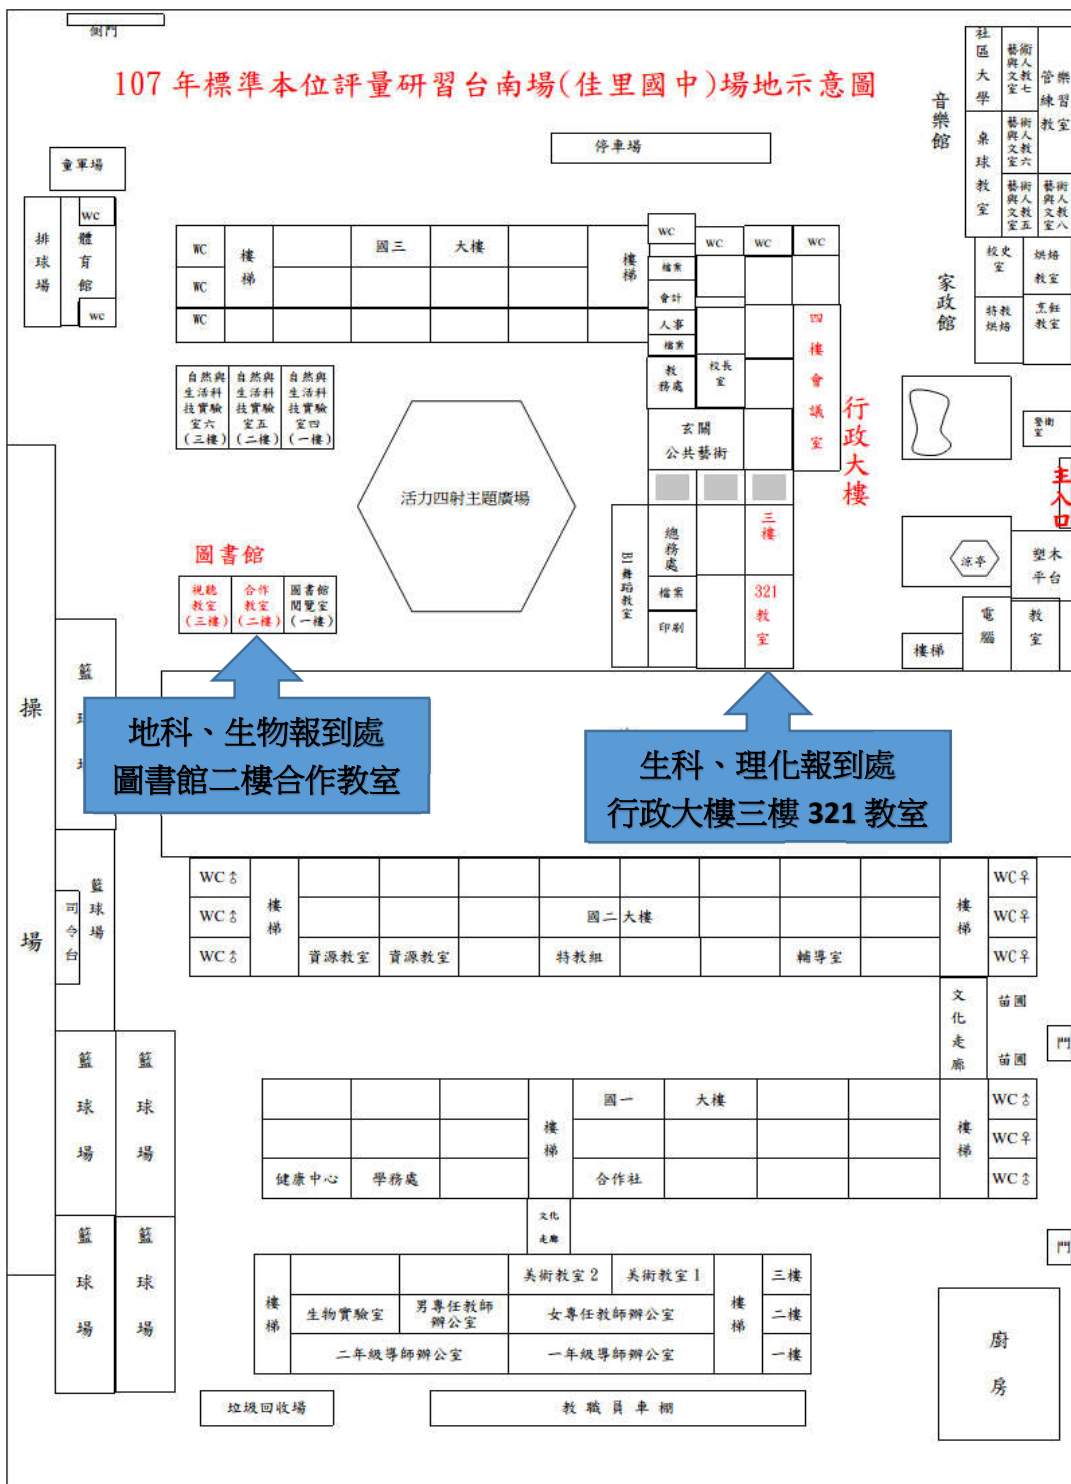 側門
107 年標準本位評量研習台南場(佳里國中)場地示意圖
停車場
音樂館
社區大學
藝術與人文教室七
管樂練習教室
桌球教室
藝術與人文教室六
藝術與人文教室五
藝術與人文教室八
童軍場
排球場
體育館
wc
wc
WC
WC
WC
樓梯
國三
大樓
樓梯
WC
WC
WC
WC
檔案
會計
人事
檔案
教務處
校長室
四樓會議室
行政大樓
家政館
校史室
烘焙教室
特教烘焙
烹飪教室
自然與生活科技實驗室六(三樓)
自然與生活科技實驗室五(二樓)
自然與生活科技實驗室四(一樓)
玄關
公共藝術
警衛室
主入口
活力四射主題廣場
圖書館
視聽教室(三樓)
合作教室(二樓)
圖書館閱覽室(一樓)
B1 舞蹈教室
總務處
檔案
印刷
三樓
321 教室
涼亭
塑木平台
樓梯
電腦
教室
操場
籃球場
地科、生物報到處
圖書館二樓合作教室
生科、理化報到處
行政大樓三樓 321 教室
籃球場
司令台
WC♂
WC♂
WC♂
樓梯
國二大樓
資源教室
資源教室
特教組
輔導室
樓梯
WC♀
WC♀
WC♀
文化走廊
苗圃
苗圃
門
籃球場
籃球場
國一
大樓
樓梯
健康中心
學務處
合作社
樓梯
WC♂
WC♀
WC♂
文化走廊
門
籃球場
籃球場
樓梯
美術教室 2
美術教室 1
三樓
生物實驗室
男專任教師辦公室
女專任教師辦公室
樓梯
二樓
二年級導師辦公室
一年級導師辦公室
一樓
廚房
垃圾回收場
教職員車棚